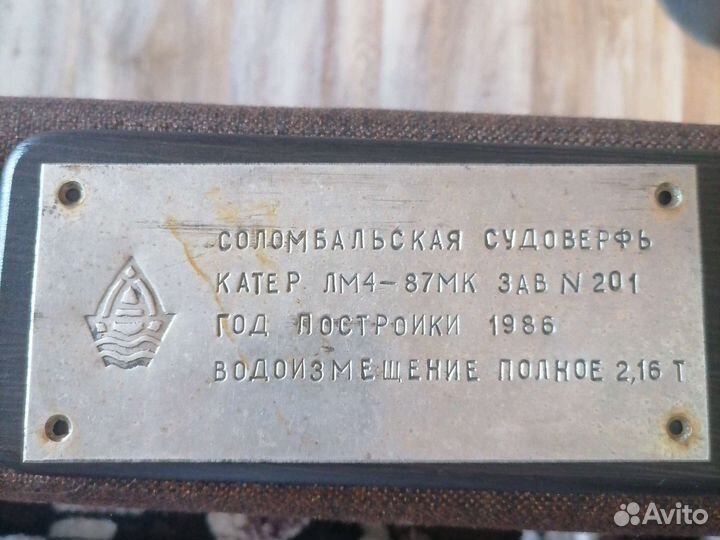 СОЛОМБАЛЬСКАЯ СУДОВЕРФЬ
КАТЕР ЛМ4-87МК ЗАВ N 201
ГОД ПОСТРОИКИ 1986
ВОДОИЗМЕЩЕНИЕ ПОЛНОЕ 2,16 Т
Avito